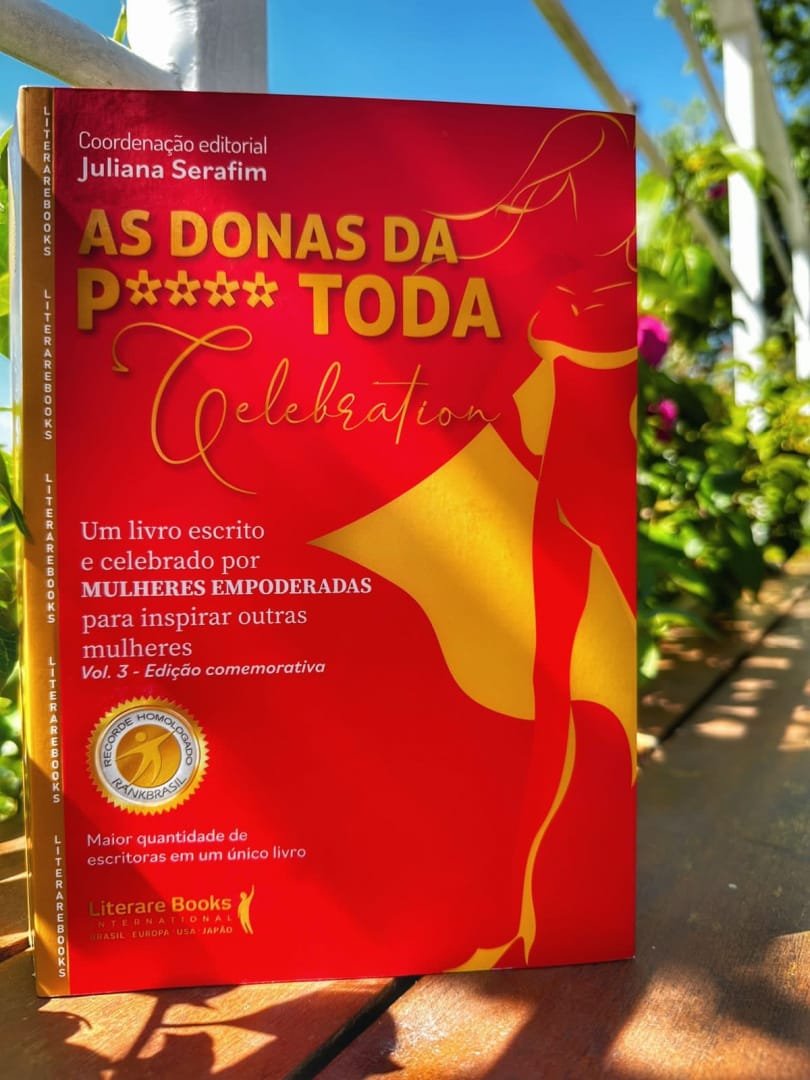 Coordenação editorial
Juliana Serafim
AS DONAS DA
P**** TODA
Celebration
Um livro escrito
e celebrado por
MULHERES EMPODERADAS
para inspirar outras
mulheres
Vol. 3 - Edição comemorativa
RECORDE HOMOLOGADO
RANKBRASIL
Maior quantidade de
escritoras em um único livro
Literare Books
INTERNATIONAL
BRASIL · EUROPA · USA · JAPÃO
LITERAREBOOKS
LITERAREBOOKS
LITERAREBOOKS
LITERAREBOOKS
LITERAREBOOKS